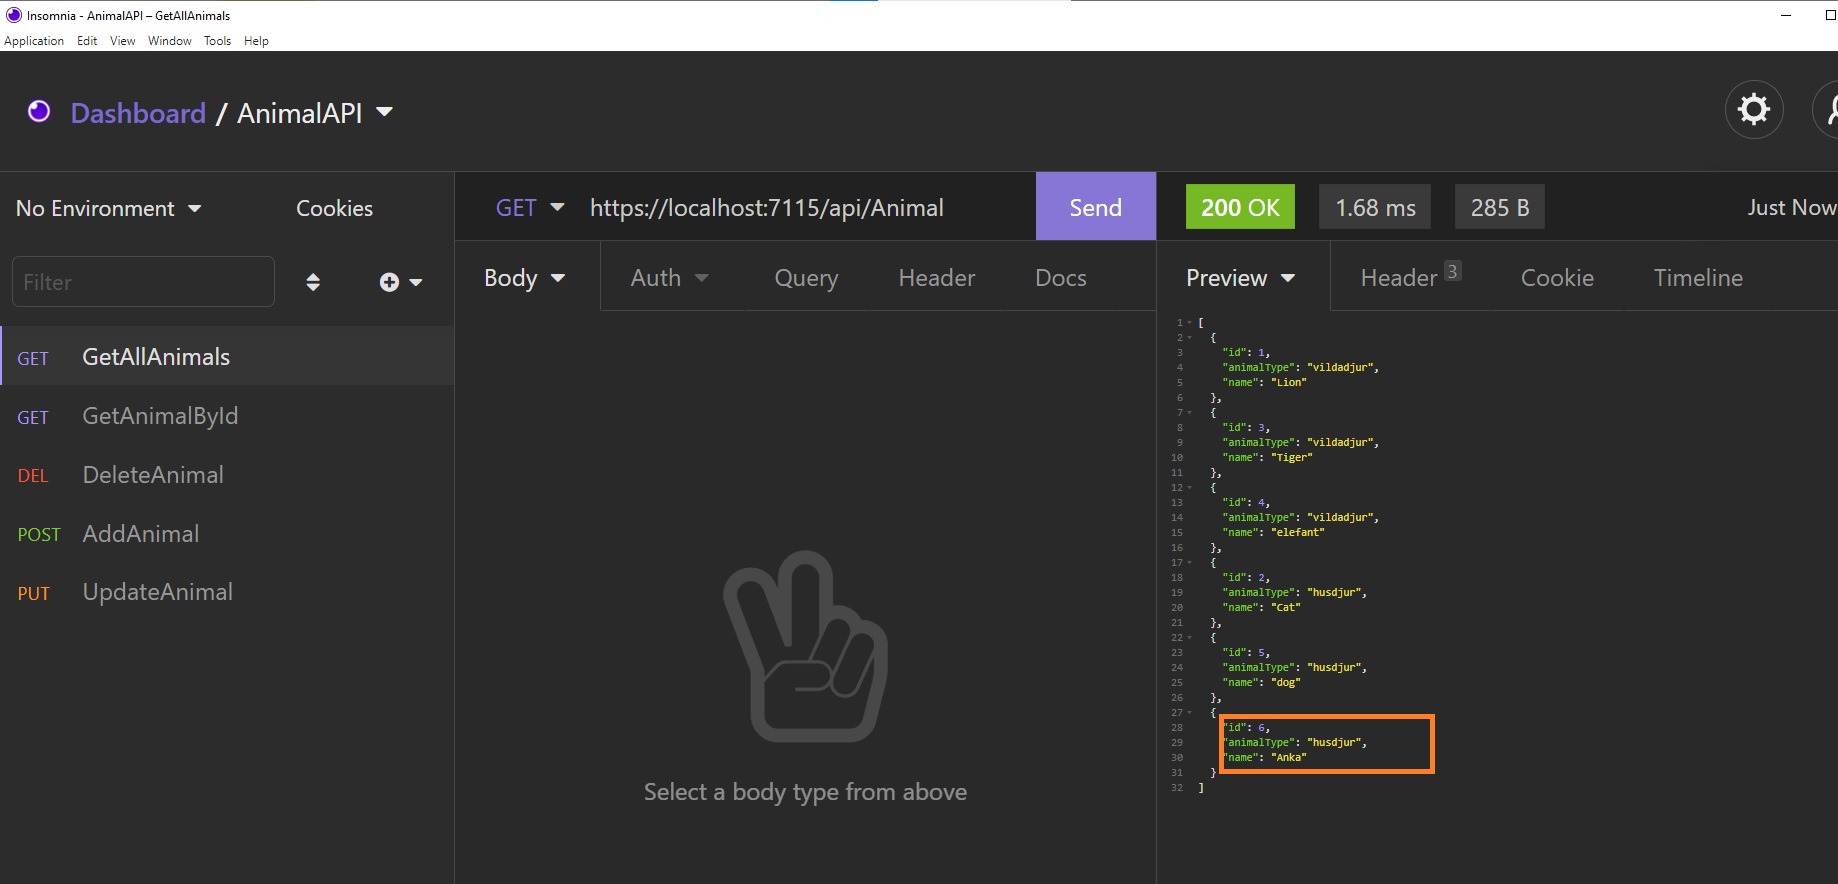 Insomnia - AnimalAPI – GetAllAnimals
Application Edit View Window Tools Help
Dashboard / AnimalAPI
No Environment Cookies
Filter
GET GetAllAnimals
GET GetAnimalById
DEL DeleteAnimal
POST AddAnimal
PUT UpdateAnimal
GET https://localhost:7115/api/Animal Send
Body Auth Query Header Docs
Select a body type from above
200 OK 1.68 ms 285 B Just Now
Preview Header 3 Cookie Timeline
1 [
2 {
3 "id": 1,
4 "animalType": "vildadjur",
5 "name": "Lion"
6 },
7 {
8 "id": 3,
9 "animalType": "vildadjur",
10 "name": "Tiger"
11 },
12 {
13 "id": 4,
14 "animalType": "vildadjur",
15 "name": "elefant"
16 },
17 {
18 "id": 2,
19 "animalType": "husdjur",
20 "name": "Cat"
21 },
22 {
23 "id": 5,
24 "animalType": "husdjur",
25 "name": "dog"
26 },
27 {
28 "id": 6,
29 "animalType": "husdjur",
30 "name": "Anka"
31 }
32 ]